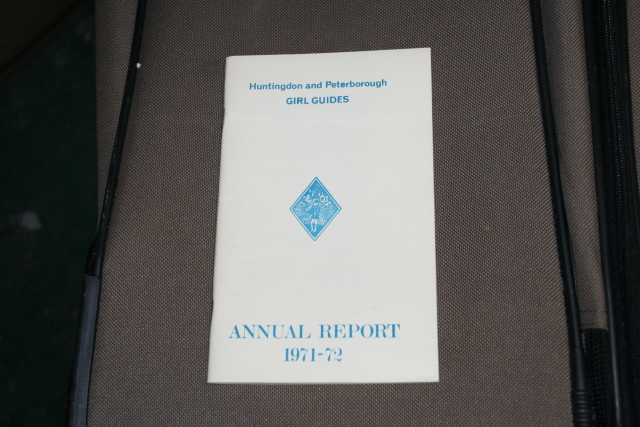 Huntingdon and Peterborough
GIRL GUIDES
ANNUAL REPORT
1971-72